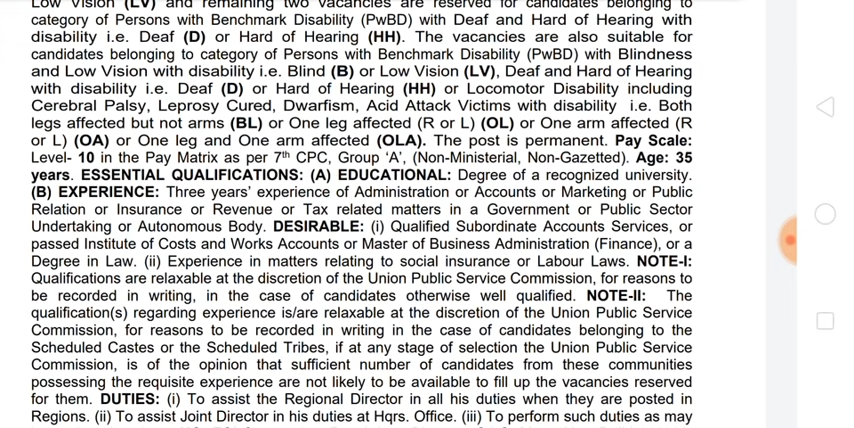 Low Vision (LV) and remaining two vacancies are reserved for candidates belonging to
category of Persons with Benchmark Disability (PwBD) with Deaf and Hard of Hearing with
disability i.e. Deaf (D) or Hard of Hearing (HH). The vacancies are also suitable for
candidates belonging to category of Persons with Benchmark Disability (PwBD) with Blindness
and Low Vision with disability i.e. Blind (B) or Low Vision (LV), Deaf and Hard of Hearing
with disability i.e. Deaf (D) or Hard of Hearing (HH) or Locomotor Disability including
Cerebral Palsy, Leprosy Cured, Dwarfism, Acid Attack Victims with disability i.e. Both
legs affected but not arms (BL) or One leg affected (R or L) (OL) or One arm affected (R
or L) (OA) or One leg and One arm affected (OLA). The post is permanent. Pay Scale:
Level- 10 in the Pay Matrix as per 7th CPC, Group ‘A’, (Non-Ministerial, Non-Gazetted). Age: 35
years. ESSENTIAL QUALIFICATIONS: (A) EDUCATIONAL: Degree of a recognized university.
(B) EXPERIENCE: Three years’ experience of Administration or Accounts or Marketing or Public
Relation or Insurance or Revenue or Tax related matters in a Government or Public Sector
Undertaking or Autonomous Body. DESIRABLE: (i) Qualified Subordinate Accounts Services, or
passed Institute of Costs and Works Accounts or Master of Business Administration (Finance), or a
Degree in Law. (ii) Experience in matters relating to social insurance or Labour Laws. NOTE-I:
Qualifications are relaxable at the discretion of the Union Public Service Commission, for reasons to
be recorded in writing, in the case of candidates otherwise well qualified. NOTE-II: The
qualification(s) regarding experience is/are relaxable at the discretion of the Union Public Service
Commission, for reasons to be recorded in writing in the case of candidates belonging to the
Scheduled Castes or the Scheduled Tribes, if at any stage of selection the Union Public Service
Commission, is of the opinion that sufficient number of candidates from these communities
possessing the requisite experience are not likely to be available to fill up the vacancies reserved
for them. DUTIES: (i) To assist the Regional Director in all his duties when they are posted in
Regions. (ii) To assist Joint Director in his duties at Hqrs. Office. (iii) To perform such duties as may